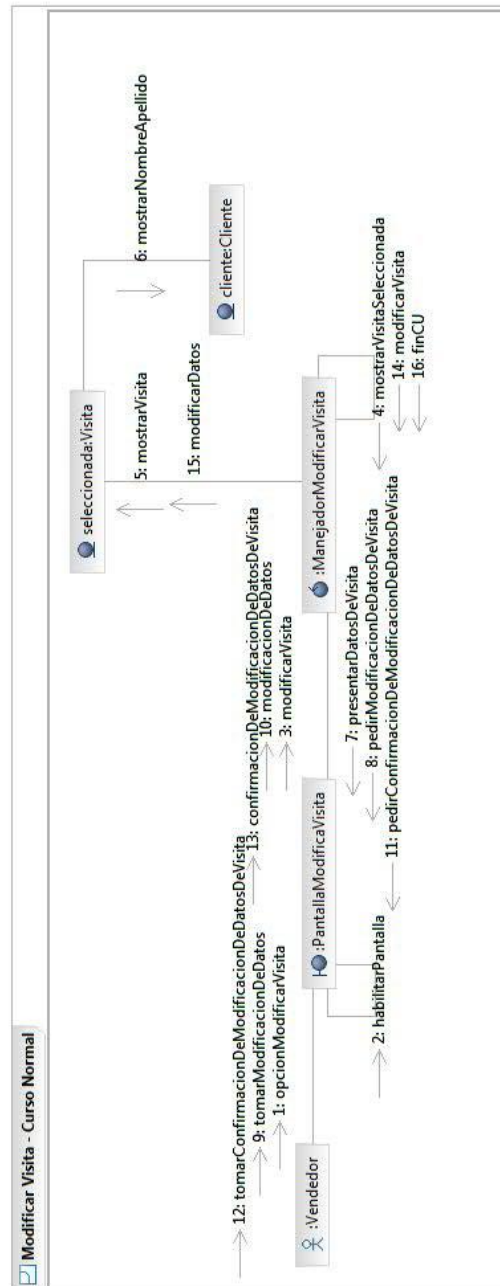 Modificar Visita - Curso Normal
seleccionada:Visita
6: mostrarNombreApellido
5: mostrarVisita
15: modificarDatos
cliente:Cliente
12: tomarConfirmacionDeModificacionDeDatosDeVisita
13: confirmacionDeModificacionDeDatosDeVisita
9: tomarModificacionDeDatos
10: modificacionDeDatos
1: opcionModificarVisita
3: modificarVisita
:Vendedor
:PantallaModificaVisita
:ManejadorModificarVisita
2: habilitarPantalla
7: presentarDatosDeVisita
8: pedirModificacionDeDatosDeVisita
11: pedirConfirmacionDeModificacionDeDatosDeVisita
4: mostrarVisitaSeleccionada
14: modificarVisita
16: finCU